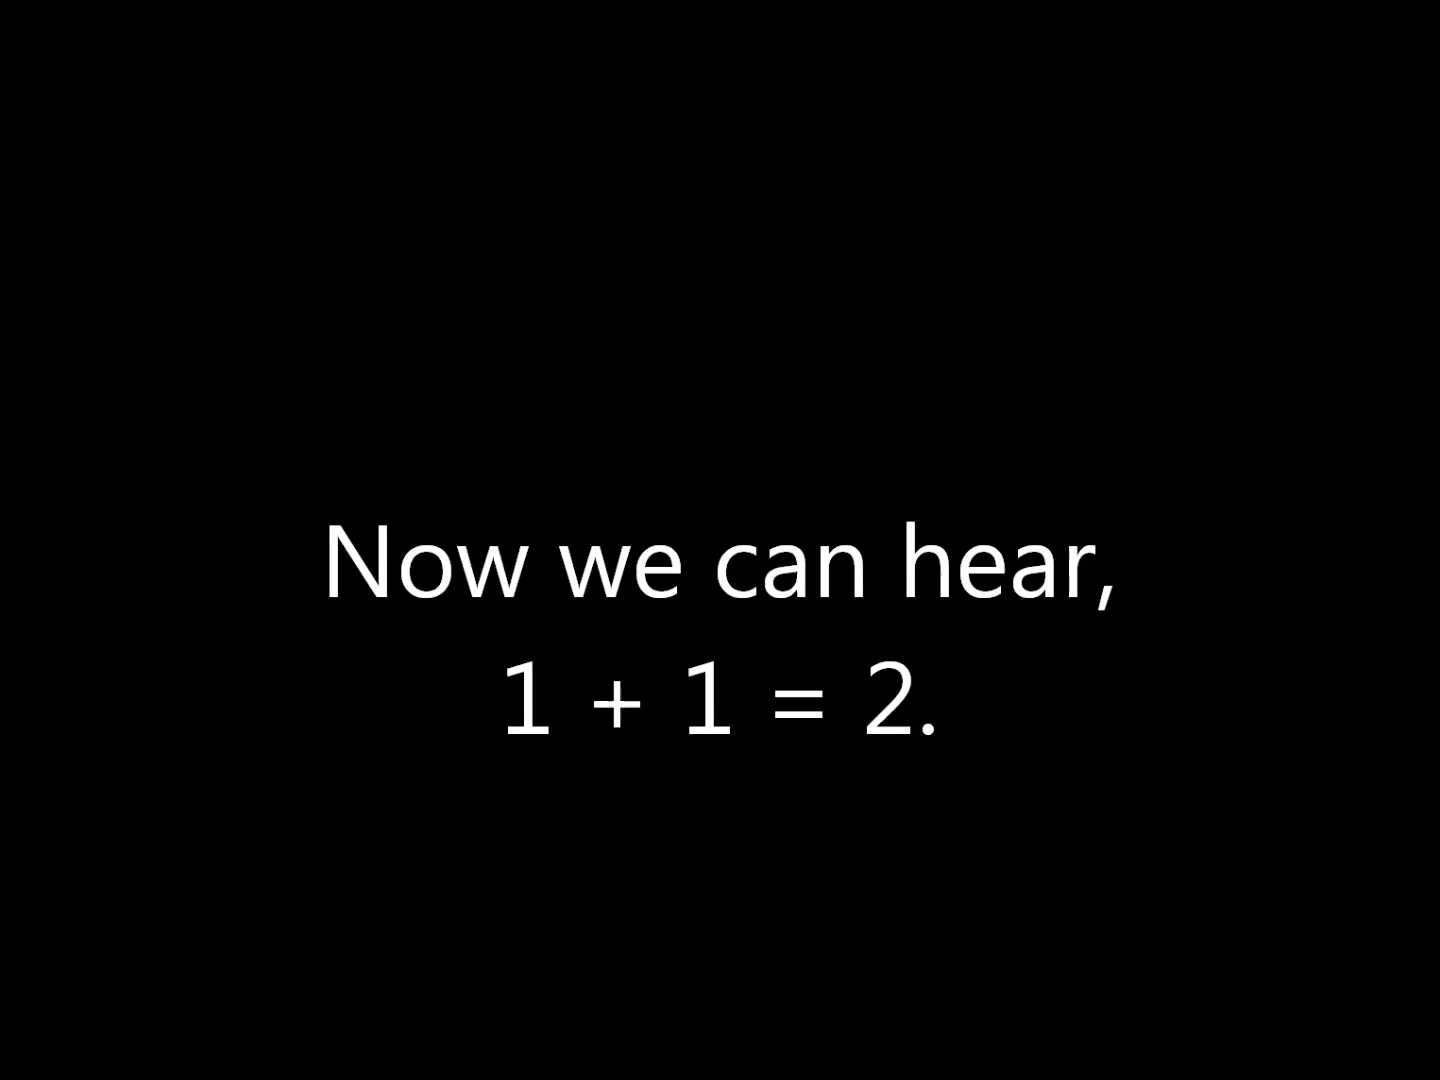 Now we can hear,
1 + 1 = 2.